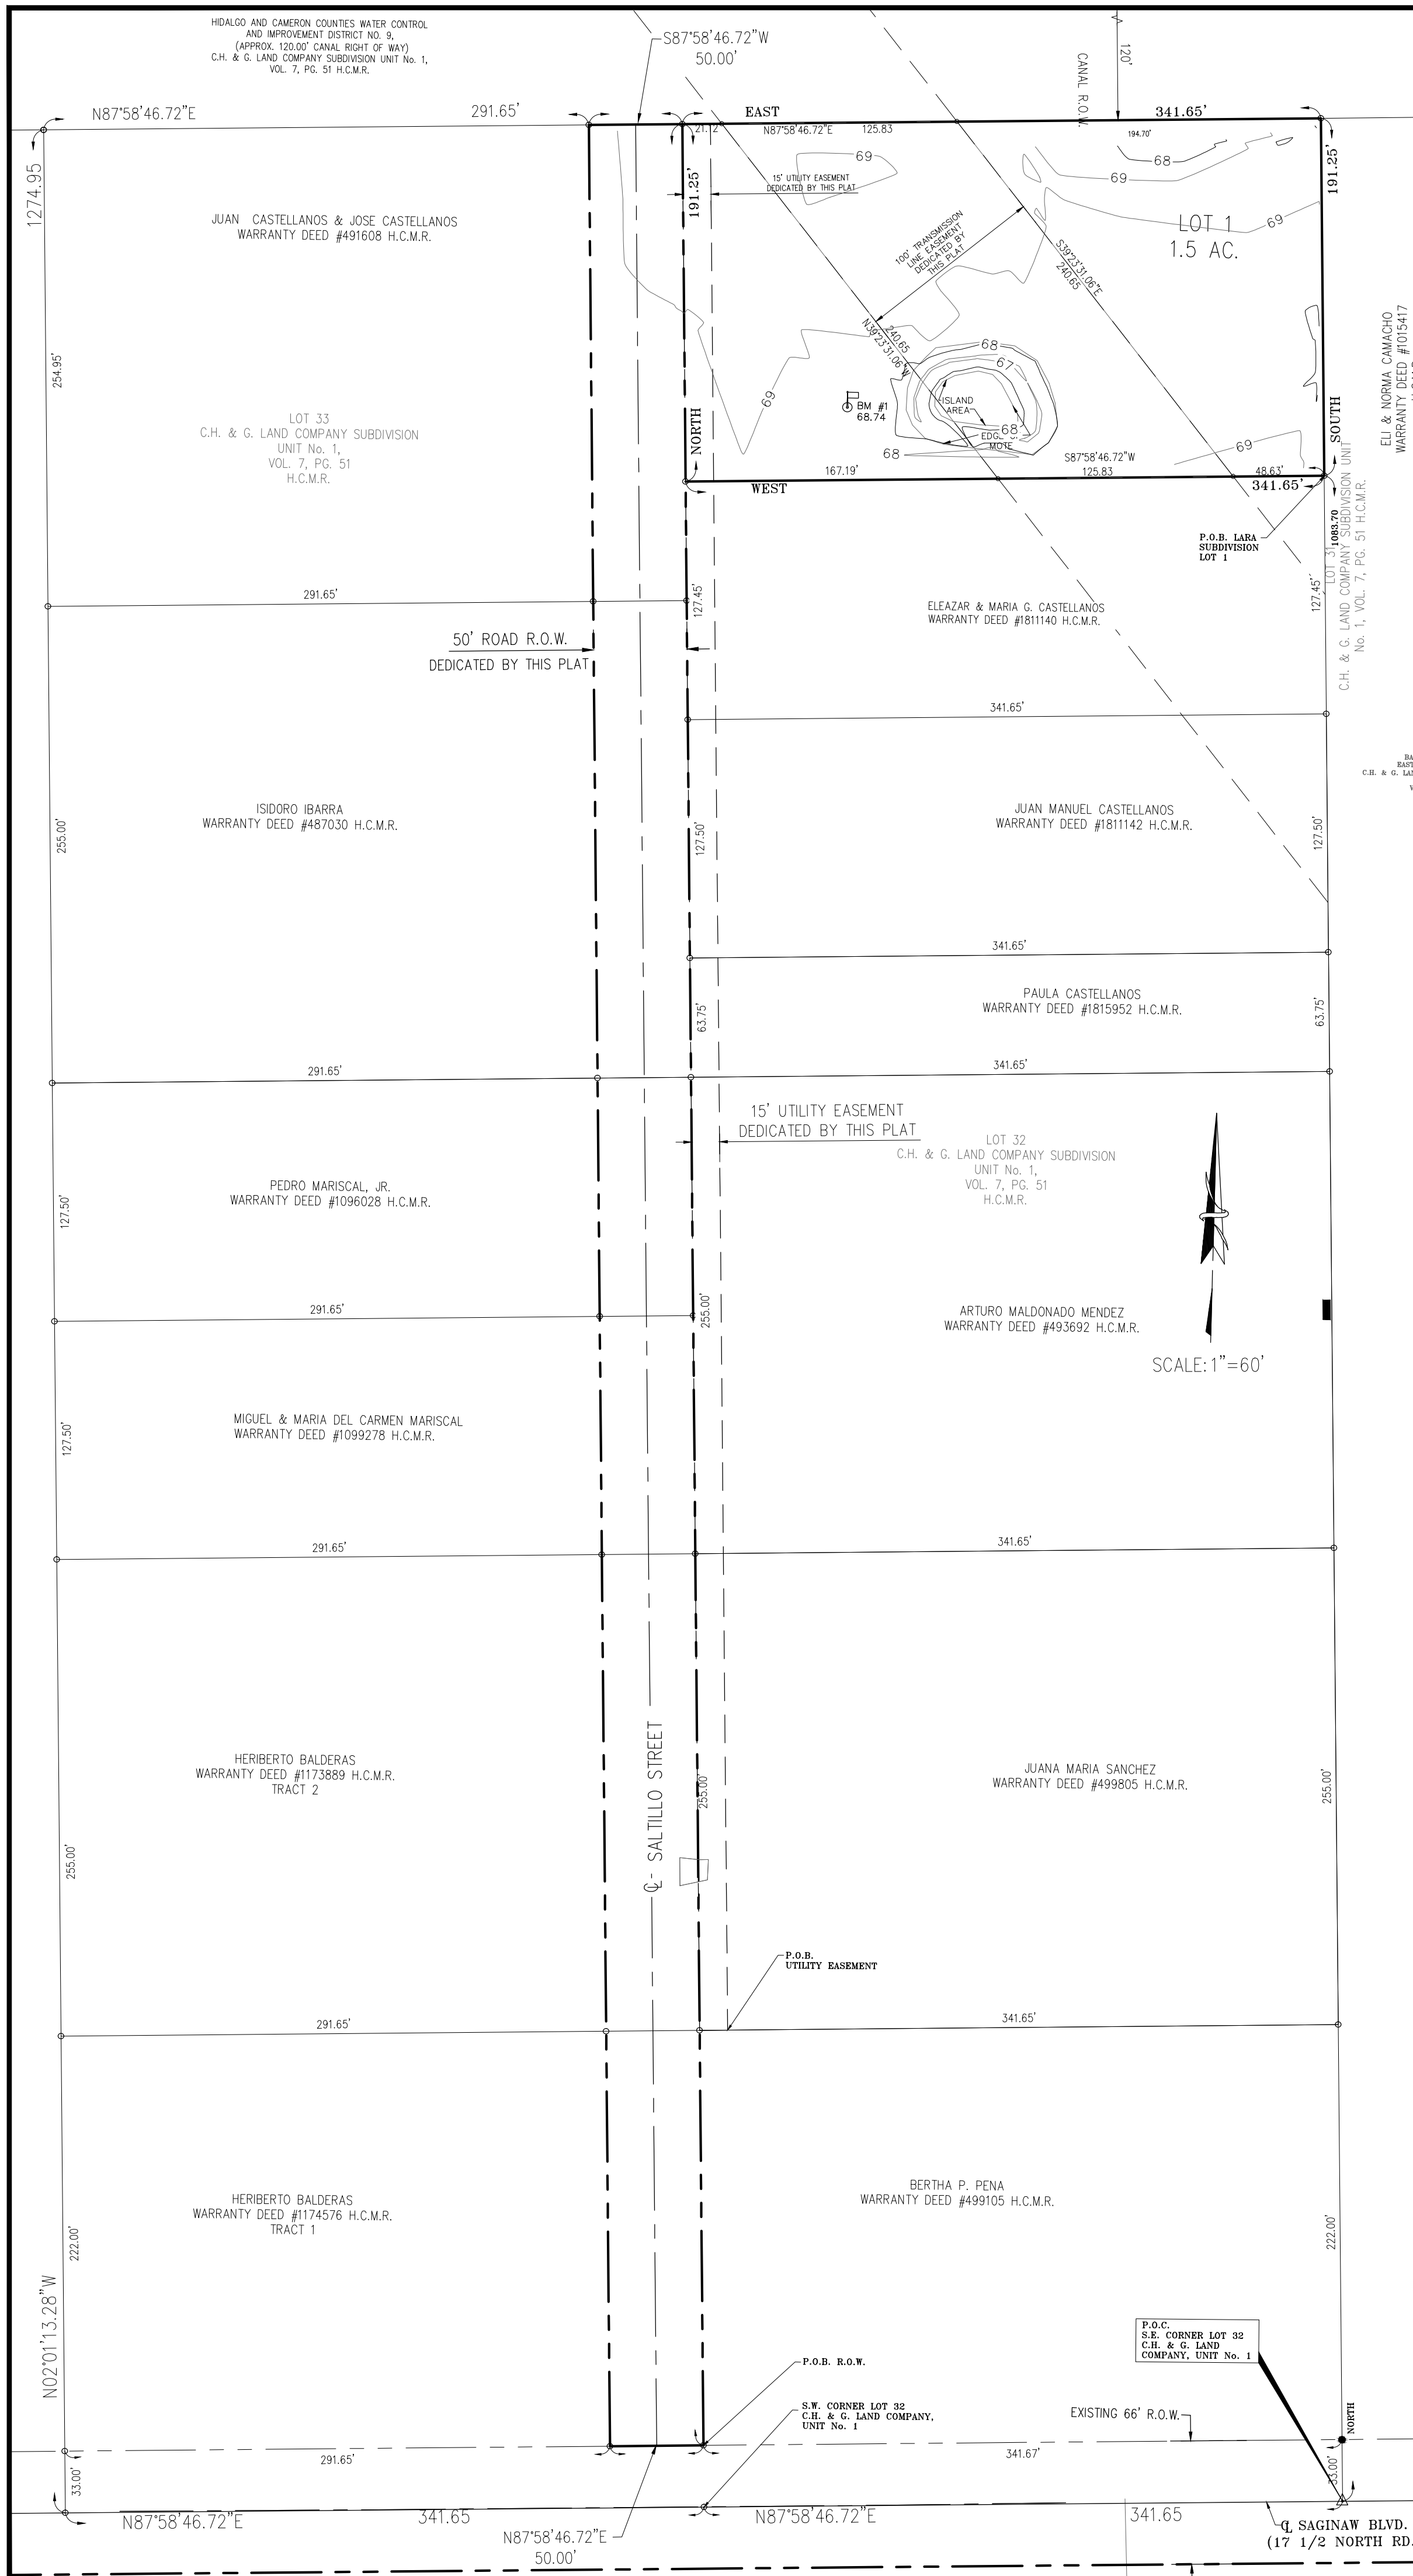 HIDALGO AND CAMERON COUNTIES WATER CONTROL
AND IMPROVEMENT DISTRICT NO. 9,
(APPROX. 120.00' CANAL RIGHT OF WAY)
C.H. & G. LAND COMPANY SUBDIVISION UNIT No. 1,
VOL. 7, PG. 51 H.C.M.R.
S87°58'46.72"W
50.00'
120'
CANAL R.O.W.
N87°58'46.72"E
291.65'
EAST
341.65'
21.12
N87°58'46.72"E
125.83
194.70'
1274.95
191.25'
191.25'
69
68
69
69
15' UTILITY EASEMENT
DEDICATED BY THIS PLAT
JUAN CASTELLANOS & JOSE CASTELLANOS
WARRANTY DEED #491608 H.C.M.R.
LOT 1
1.5 AC.
100' TRANSMISSION
LINE EASEMENT
DEDICATED BY
THIS PLAT
S39°23'31.06"E
240.65
240.65
N39°23'31.06"W
ELI & NORMA CAMACHO
WARRANTY DEED #1015417
254.95'
68
67
69
ISLAND
AREA
BM #1
68.74
68
MOTE
68
69
LOT 33
C.H. & G. LAND COMPANY SUBDIVISION
UNIT No. 1,
VOL. 7, PG. 51
H.C.M.R.
NORTH
SOUTH
S87°58'46.72"W
167.19'
125.83
48.63'
WEST
341.65'
P.O.B. LARA
SUBDIVISION
LOT 1
1083.70
LOT 31
C.H. & G. LAND COMPANY SUBDIVISION UNIT
No. 1, VOL. 7, PG. 51 H.C.M.R.
291.65'
127.45'
127.45'
ELEAZAR & MARIA G. CASTELLANOS
WARRANTY DEED #1811140 H.C.M.R.
50' ROAD R.O.W.
DEDICATED BY THIS PLAT
341.65'
BA
EAST
C.H. & G. LAN
ISIDORO IBARRA
WARRANTY DEED #487030 H.C.M.R.
JUAN MANUEL CASTELLANOS
WARRANTY DEED #1811142 H.C.M.R.
255.00'
127.50'
127.50'
341.65'
PAULA CASTELLANOS
WARRANTY DEED #1815952 H.C.M.R.
63.75'
63.75'
291.65'
341.65'
15' UTILITY EASEMENT
DEDICATED BY THIS PLAT
LOT 32
C.H. & G. LAND COMPANY SUBDIVISION
UNIT No. 1,
VOL. 7, PG. 51
H.C.M.R.
PEDRO MARISCAL, JR.
WARRANTY DEED #1096028 H.C.M.R.
127.50'
291.65'
255.00'
ARTURO MALDONADO MENDEZ
WARRANTY DEED #493692 H.C.M.R.
SCALE: 1"=60'
MIGUEL & MARIA DEL CARMEN MARISCAL
WARRANTY DEED #1099278 H.C.M.R.
127.50'
291.65'
341.65'
HERIBERTO BALDERAS
WARRANTY DEED #1173889 H.C.M.R.
TRACT 2
JUANA MARIA SANCHEZ
WARRANTY DEED #499805 H.C.M.R.
255.00'
255.00'
255.00'
℄ - SALTILLO STREET
P.O.B.
UTILITY EASEMENT
291.65'
341.65'
HERIBERTO BALDERAS
WARRANTY DEED #1174576 H.C.M.R.
TRACT 1
BERTHA P. PENA
WARRANTY DEED #499105 H.C.M.R.
222.00'
222.00'
N02°01'13.28"W
P.O.C.
S.E. CORNER LOT 32
C.H. & G. LAND
COMPANY, UNIT No. 1
P.O.B. R.O.W.
S.W. CORNER LOT 32
C.H. & G. LAND COMPANY,
UNIT No. 1
EXISTING 66' R.O.W.
NORTH
291.65'
341.67'
33.00'
33.00'
N87°58'46.72"E
341.65
N87°58'46.72"E
341.65
N87°58'46.72"E
50.00'
℄ SAGINAW BLVD.
(17 1/2 NORTH RD.